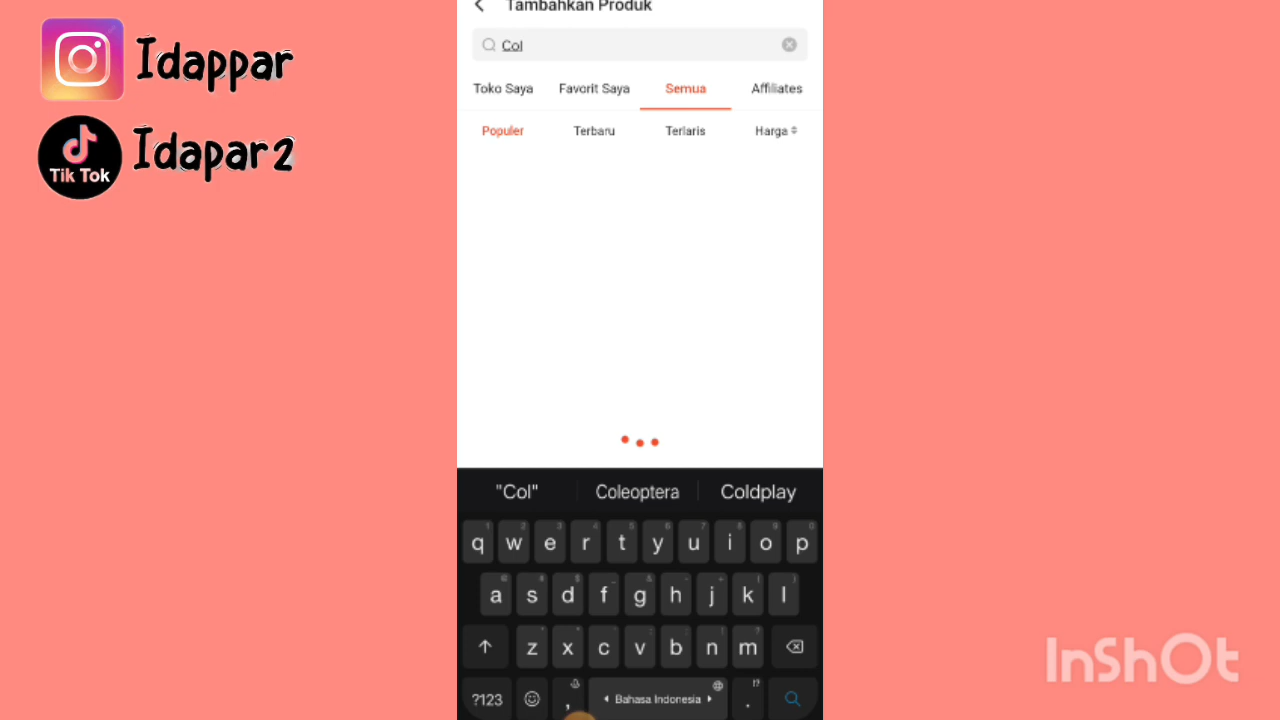 Idappar
Tik Tok
Idapar2
Tambahkan Produk
Col
Toko Saya Favorit Saya Semua Affiliates
Populer Terbaru Terlaris Harga
"Col" Coleoptera Coldplay
q w e r t y u i o p
a s d f g h j k l
z x c v b n m
?123 , Bahasa Indonesia .
InShOt